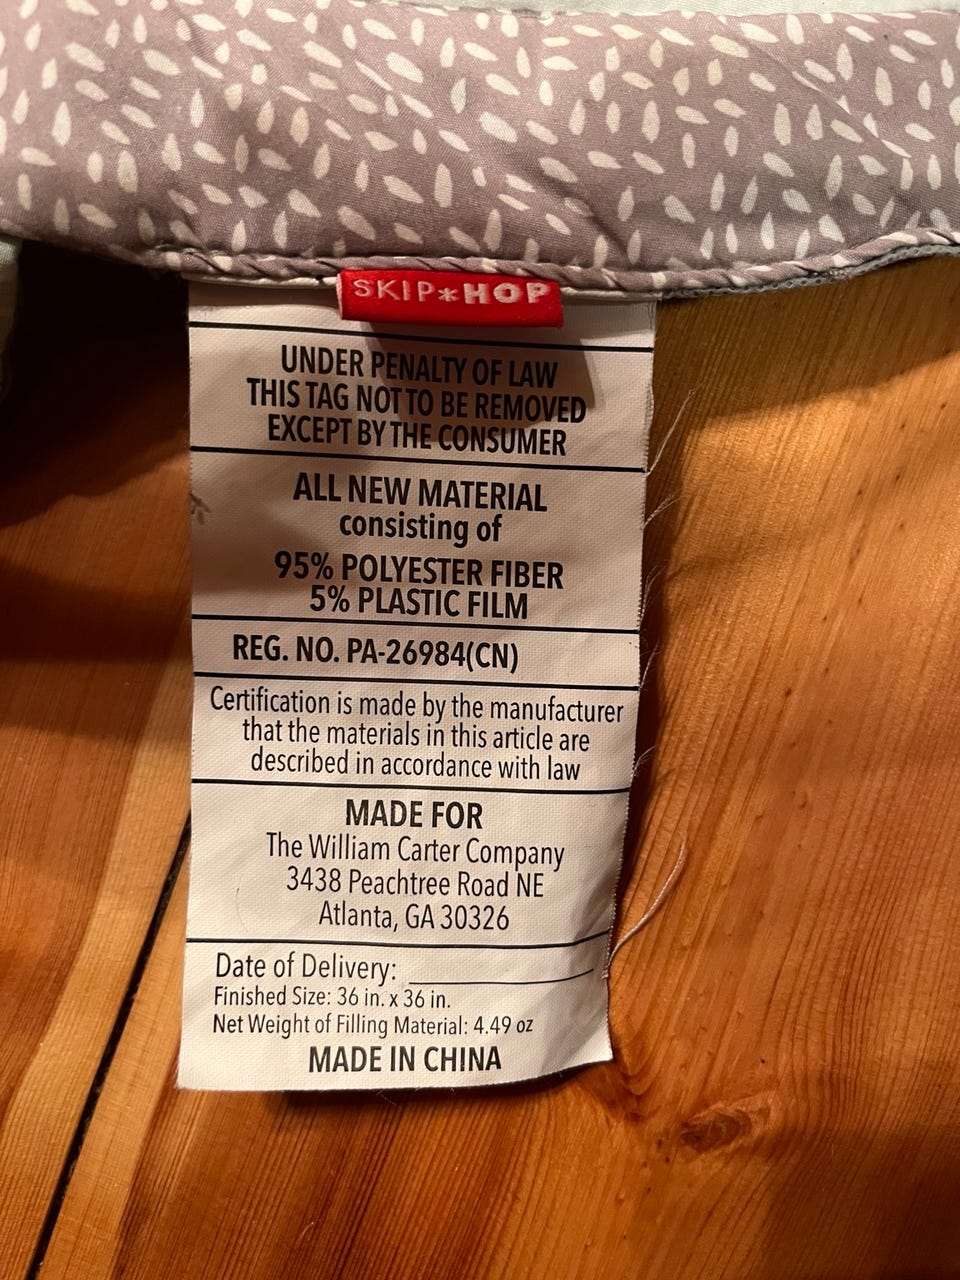 SKIP*HOP
UNDER PENALTY OF LAW
THIS TAG NOT TO BE REMOVED
EXCEPT BY THE CONSUMER
ALL NEW MATERIAL
consisting of
95% POLYESTER FIBER
5% PLASTIC FILM
REG. NO. PA-26984(CN)
Certification is made by the manufacturer
that the materials in this article are
described in accordance with law
MADE FOR
The William Carter Company
3438 Peachtree Road NE
Atlanta, GA 30326
Date of Delivery:
Finished Size: 36 in. x 36 in.
Net Weight of Filling Material: 4.49 oz
MADE IN CHINA